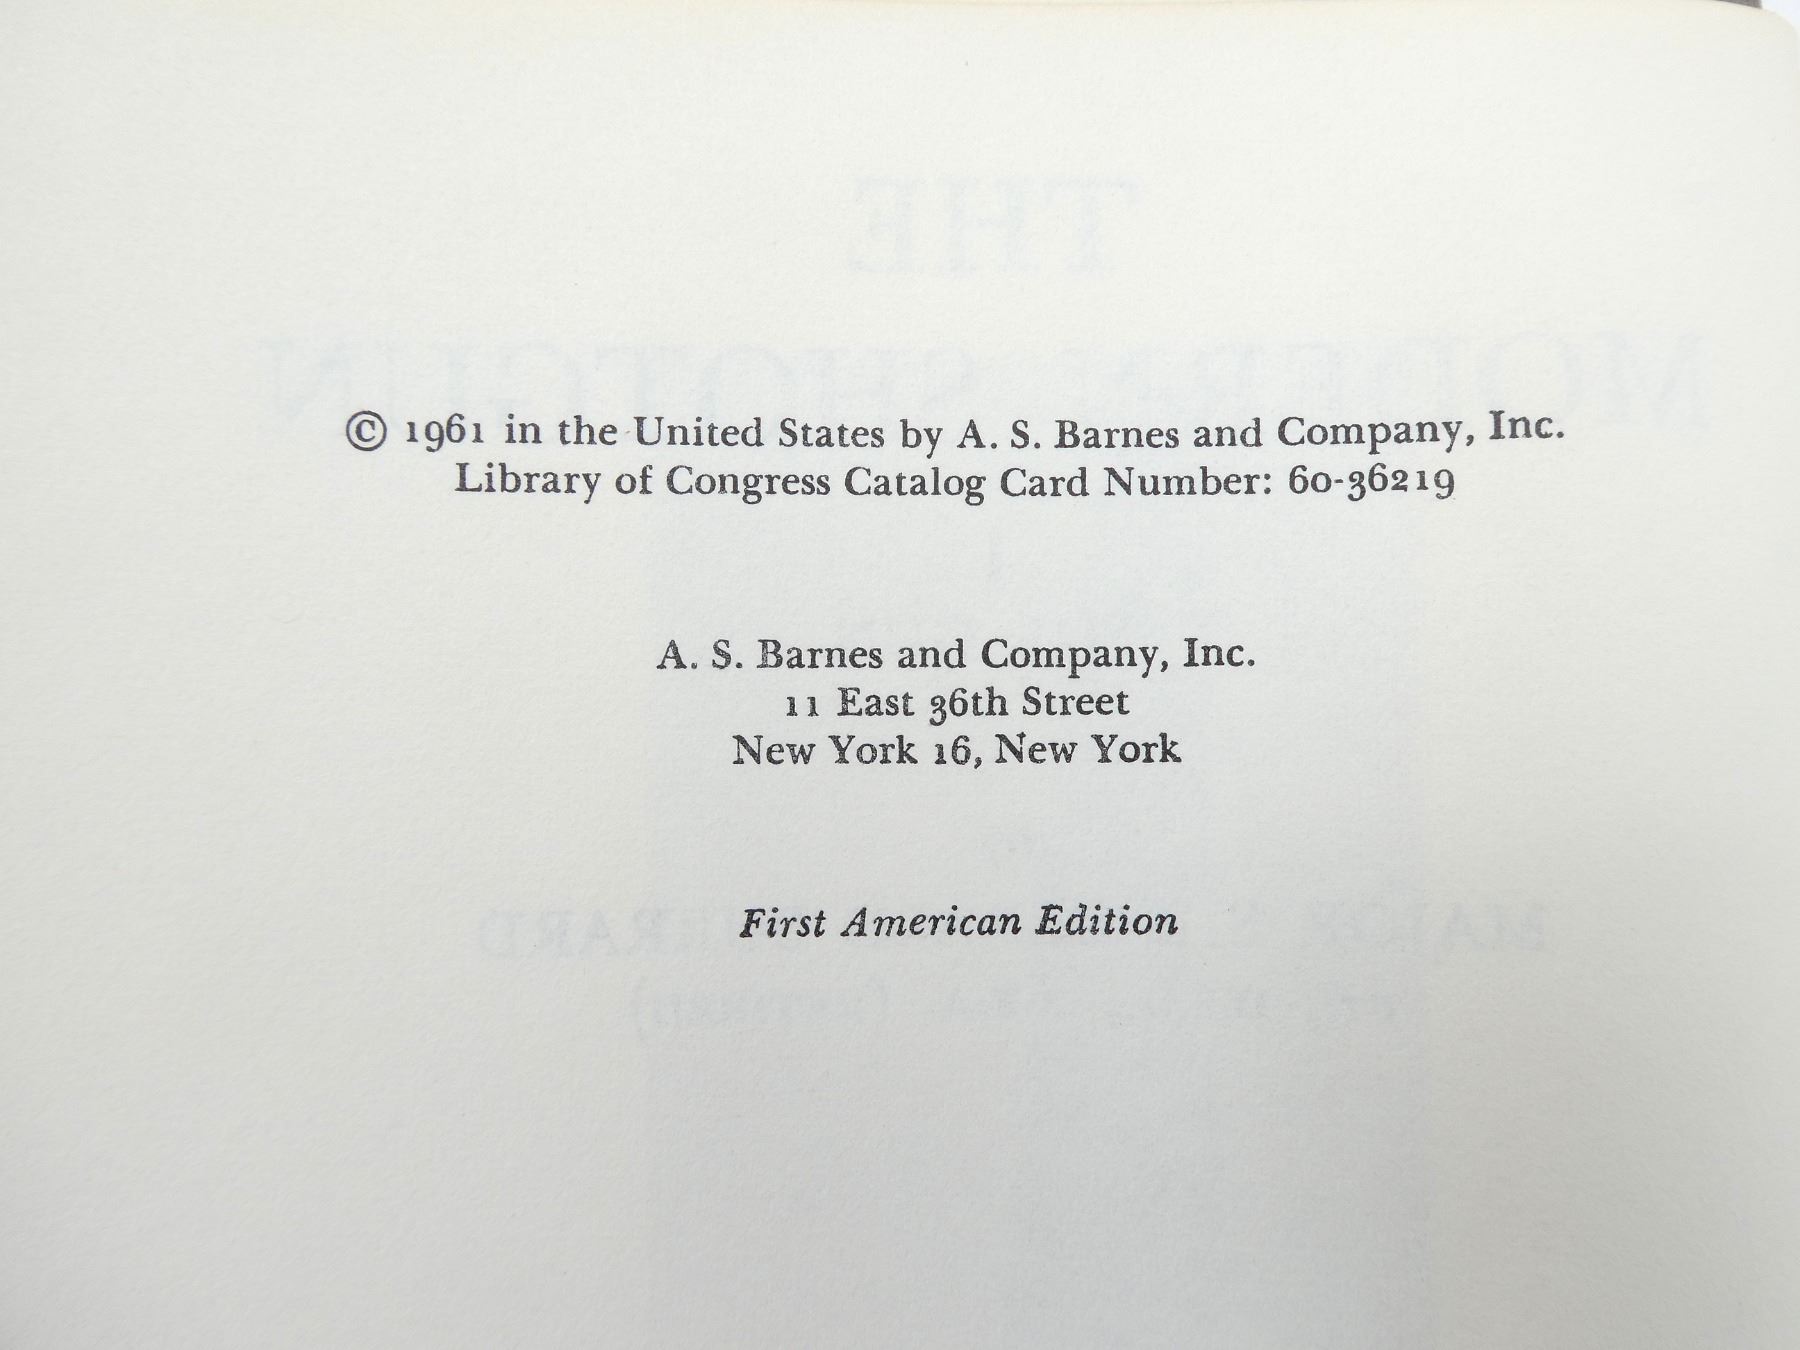 © 1961 in the United States by A. S. Barnes and Company, Inc.
Library of Congress Catalog Card Number: 60-36219
A. S. Barnes and Company, Inc.
11 East 36th Street
New York 16, New York
First American Edition